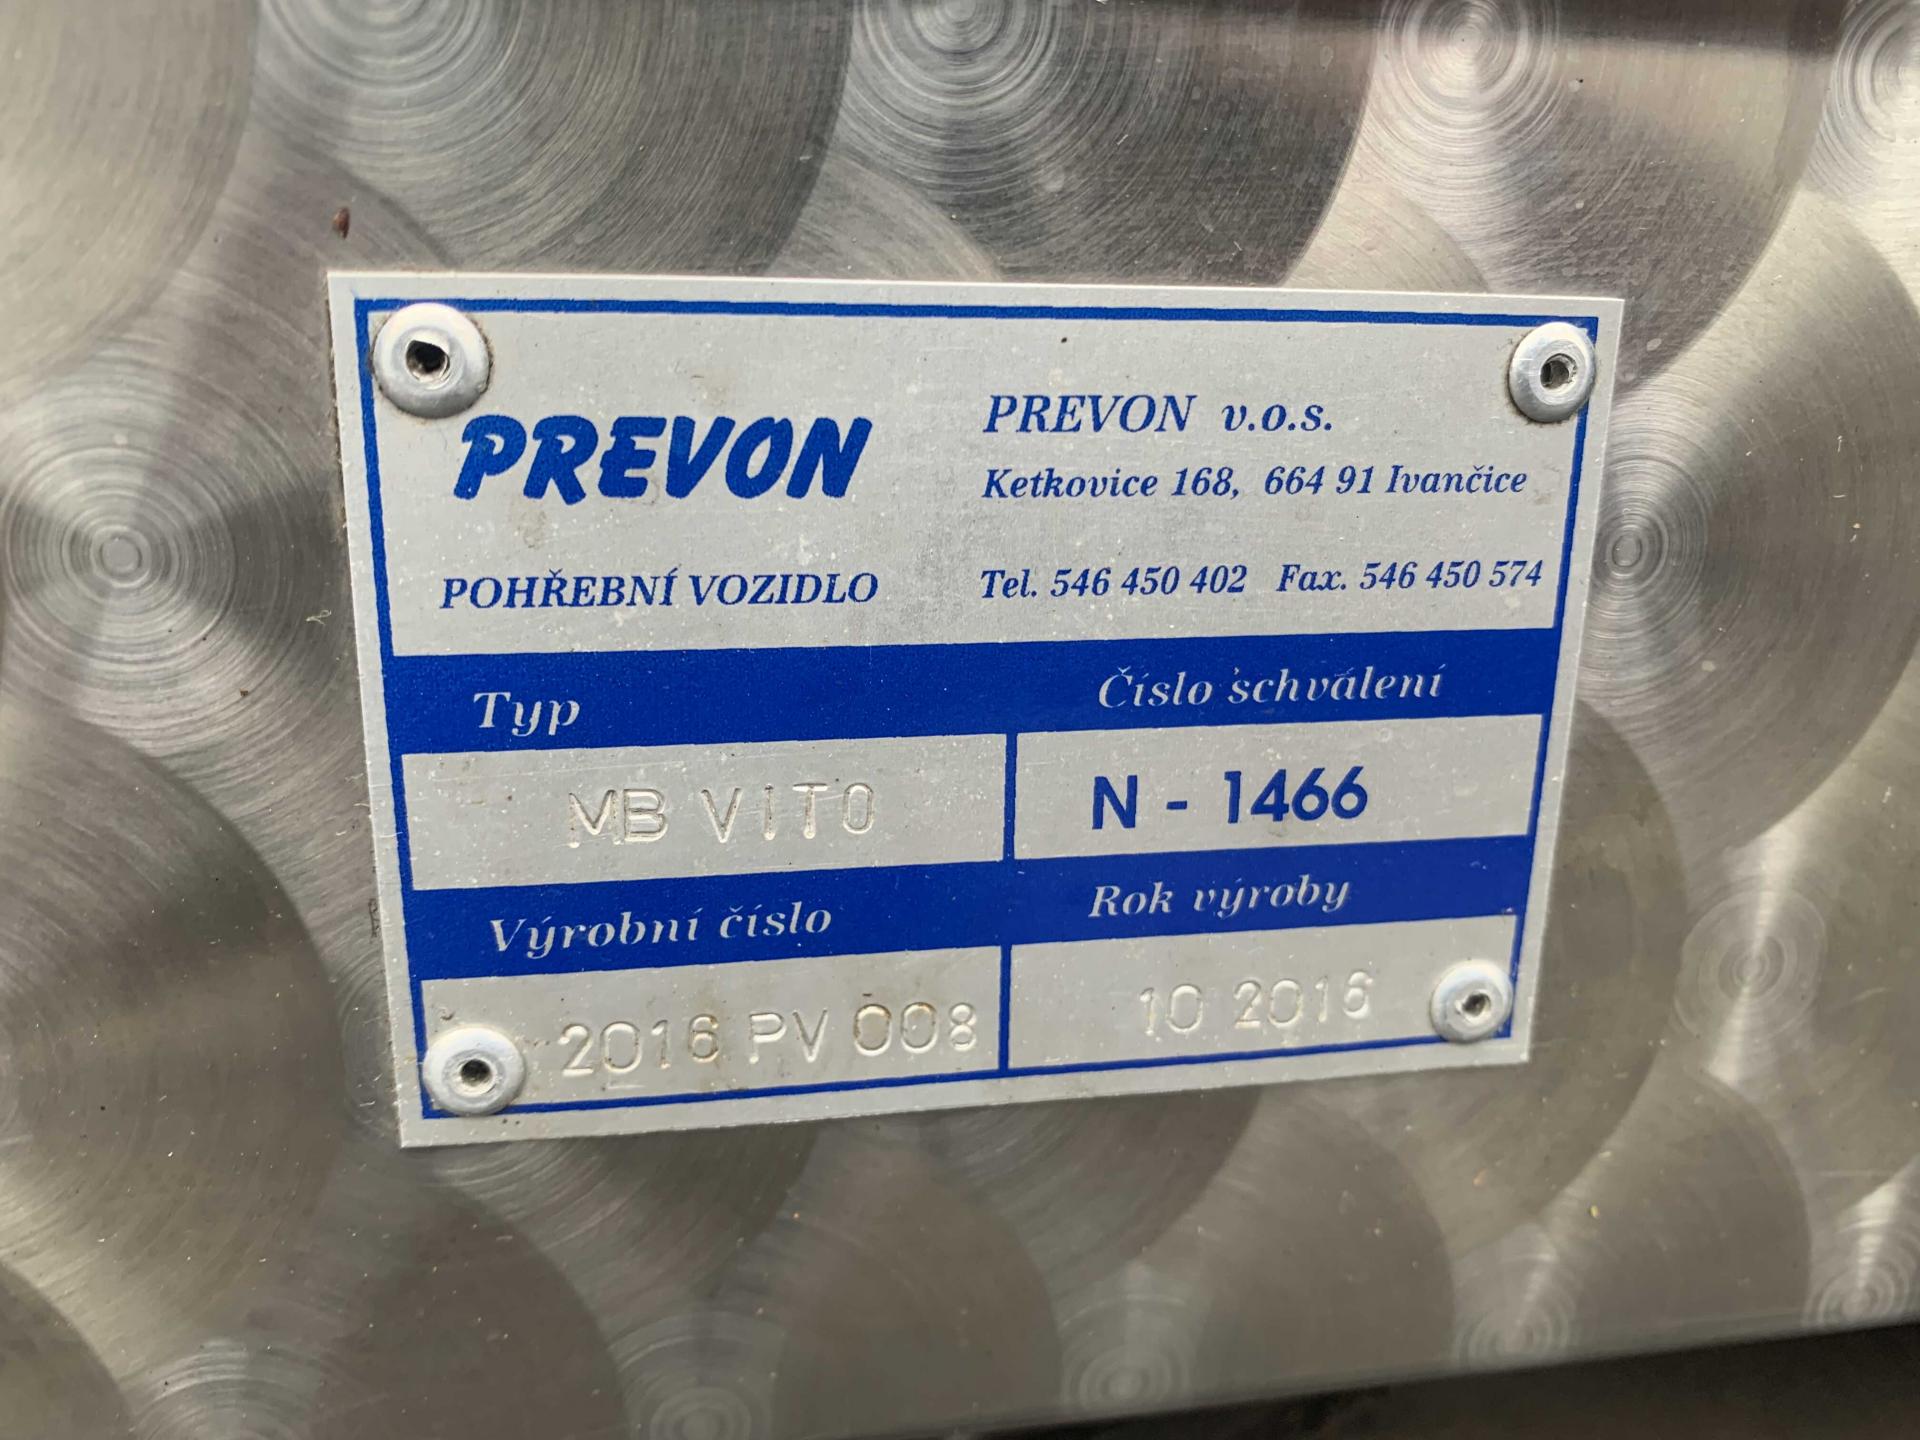 PREVON
PREVON v.o.s.
Ketkovice 168, 664 91 Ivančice
POHŘEBNÍ VOZIDLO
Tel. 546 450 402 Fax. 546 450 574
Typ
Číslo schválení
MB VITO
N - 1466
Výrobní číslo
Rok výroby
2016 PV 008
10 2016